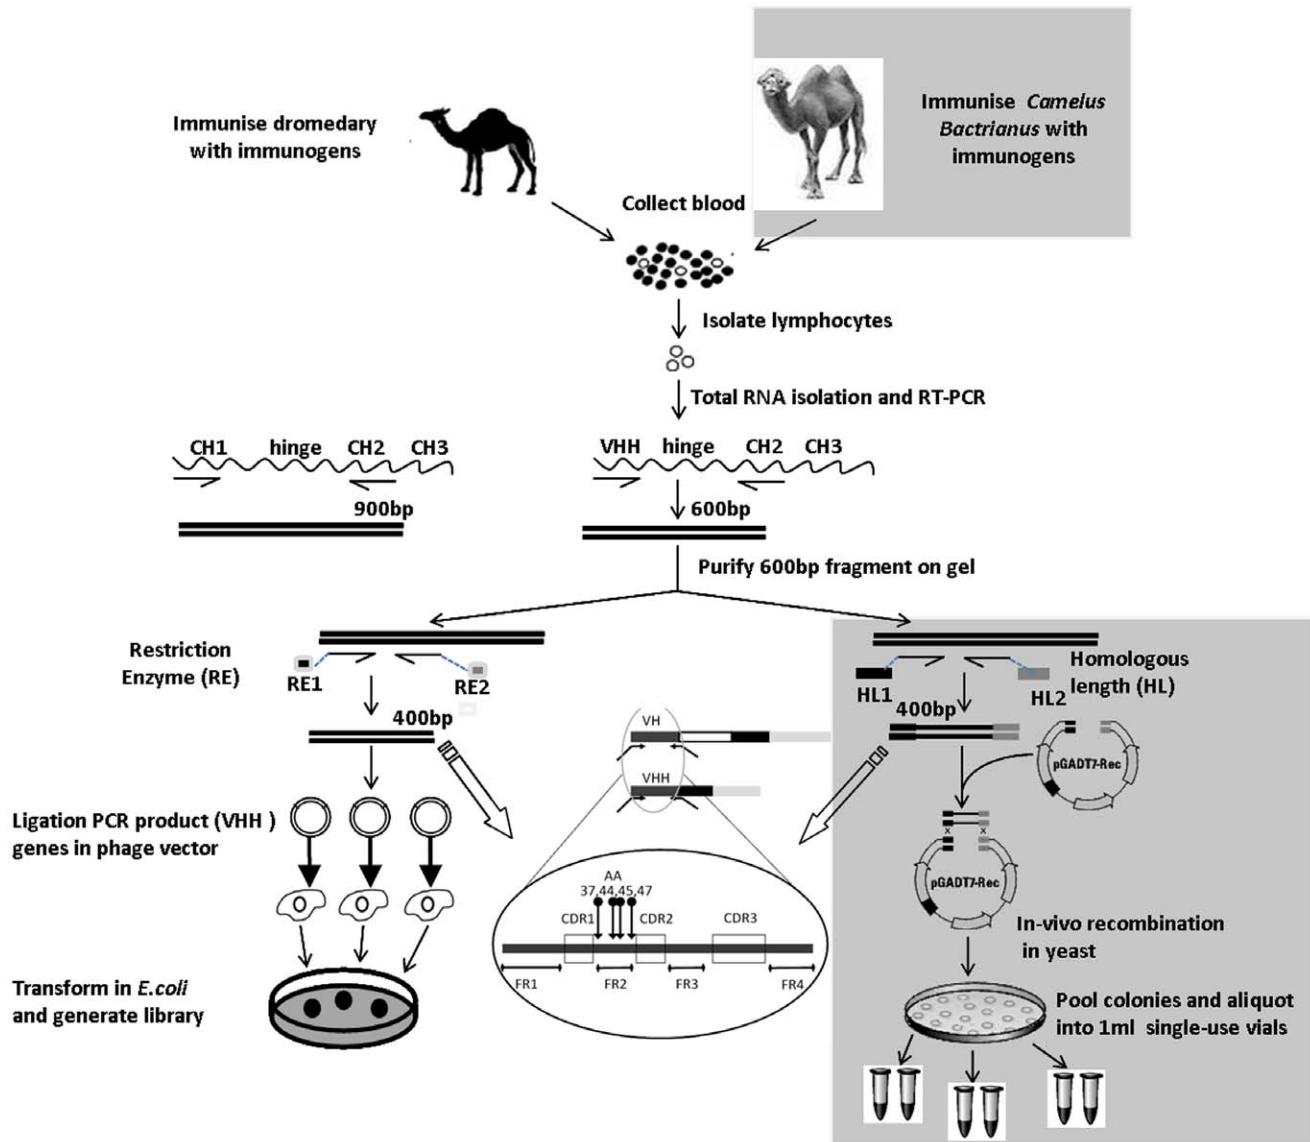 Immunise dromedary
with immunogens
Immunise Camelus
Bactrianus with
immunogens
Collect blood
Isolate lymphocytes
Total RNA isolation and RT-PCR
CH1 hinge CH2 CH3
VHH hinge CH2 CH3
900bp
600bp
Purify 600bp fragment on gel
Restriction
Enzyme (RE)
RE1
RE2
Homologous
length (HL)
HL1
HL2
400bp
400bp
VH
VHH
pGADT7-Rec
Ligation PCR product (VHH )
genes in phage vector
AA
37,44,45,47
CDR1
CDR2
CDR3
FR1
FR2
FR3
FR4
x x
pGADT7-Rec
In-vivo recombination
in yeast
Transform in E.coli
and generate library
Pool colonies and aliquot
into 1ml single-use vials